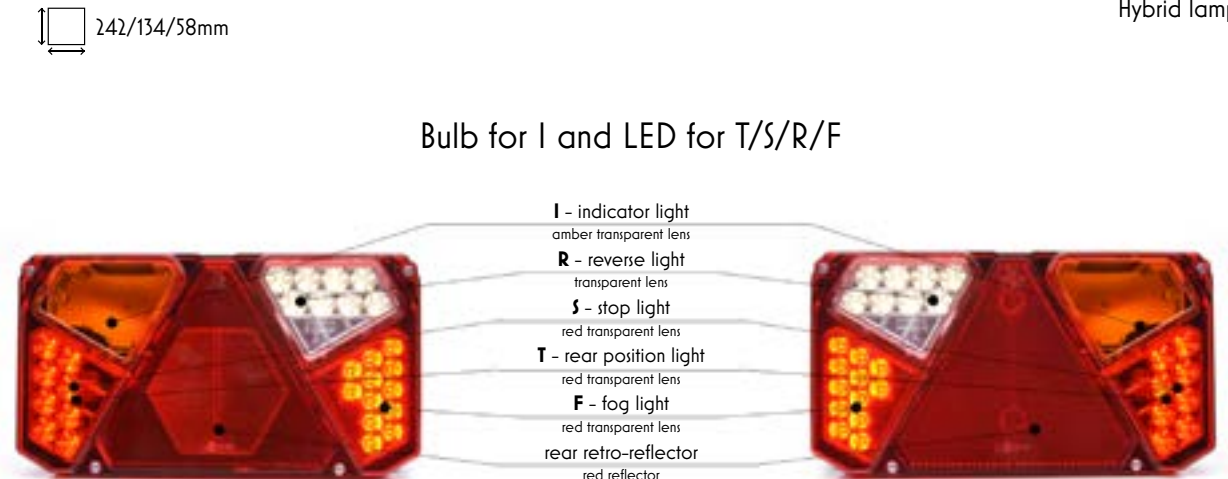 242/134/58mm
Hybrid lamp
Bulb for I and LED for T/S/R/F
I - indicator light
amber transparent lens
R - reverse light
transparent lens
S - stop light
red transparent lens
T - rear position light
red transparent lens
F - fog light
red transparent lens
rear retro-reflector
red reflector